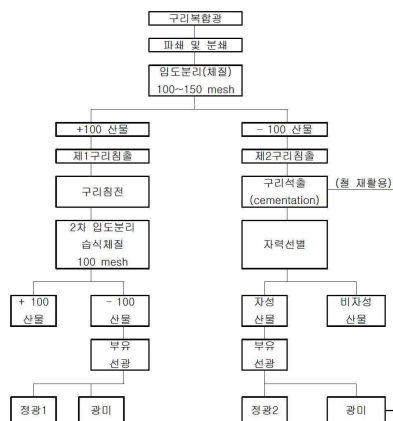 구리복합광
파쇄 및 분쇄
입도분리(체질)
100~150 mesh
+100 산물
- 100 산물
제1구리침출
제2구리침출
구리침전
구리석출
(cementation)
(철 재활용)
2차 입도분리
습식체질
100 mesh
자력선별
+ 100
산물
- 100
산물
자성
산물
비자성
산물
부유
선광
부유
선광
정광1
광미
정광2
광미